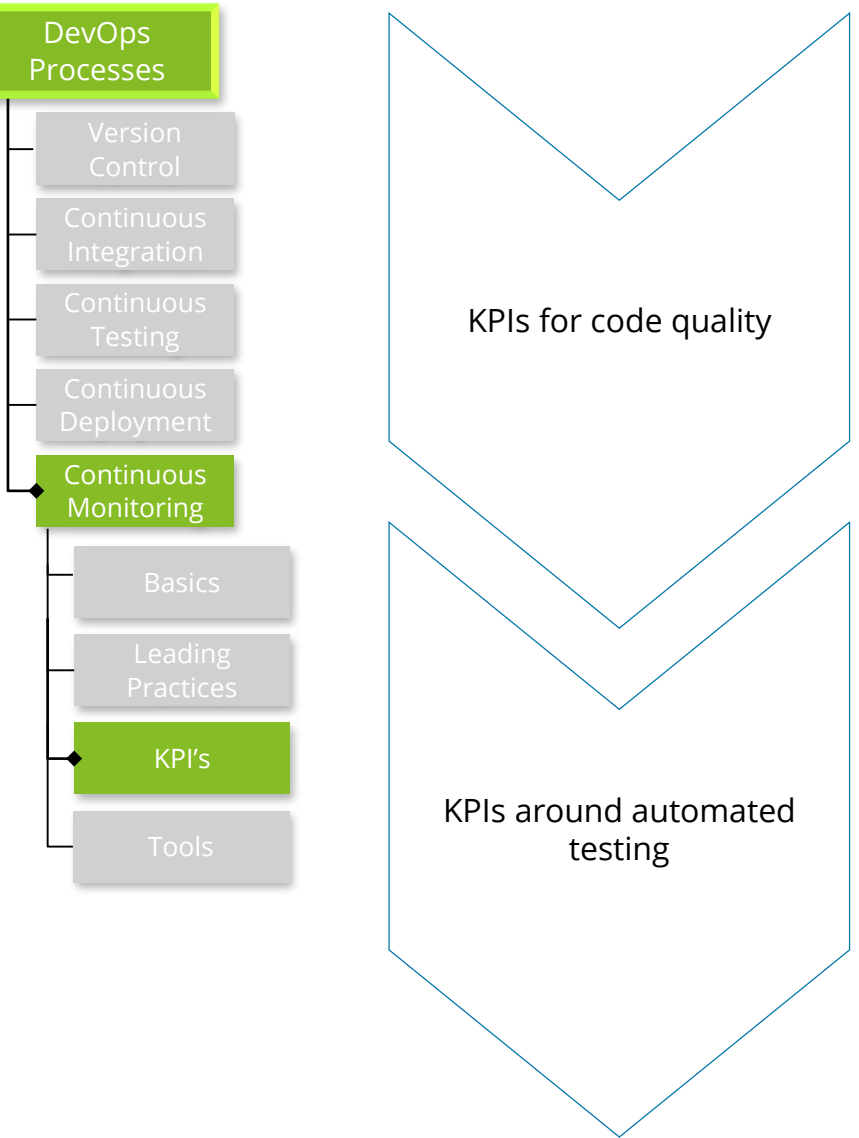 DevOps
Processes
Version
Control
Continuous
Integration
Continuous
Testing
Continuous
Deployment
Continuous
Monitoring
Basics
Leading
Practices
KPI's
Tools
KPIs for code quality
KPIs around automated
testing